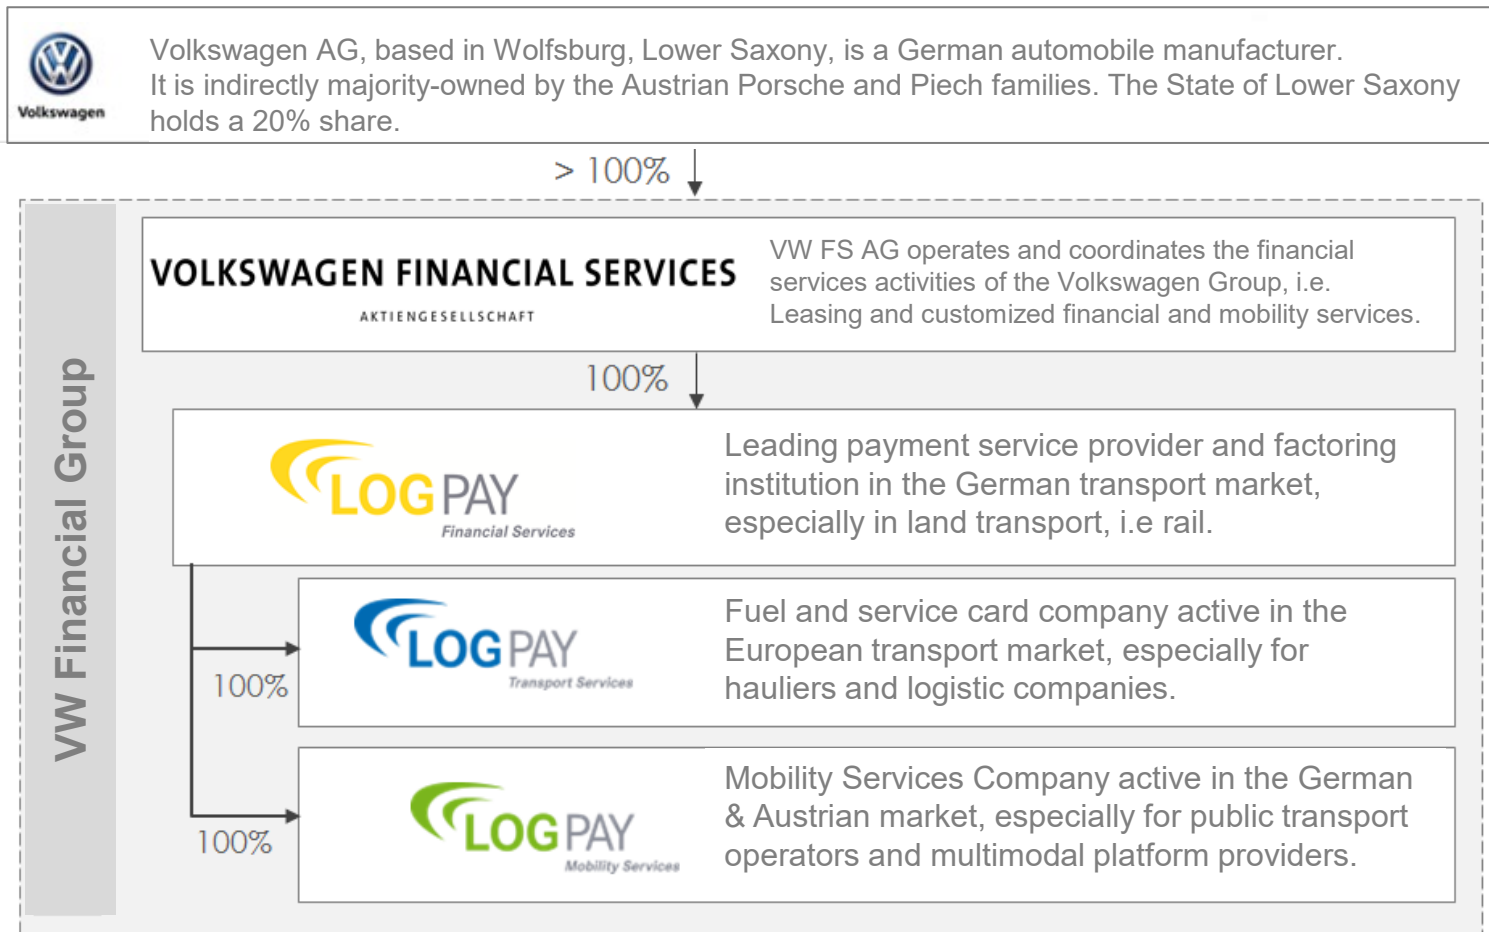 Volkswagen
Volkswagen AG, based in Wolfsburg, Lower Saxony, is a German automobile manufacturer.
It is indirectly majority-owned by the Austrian Porsche and Piech families. The State of Lower Saxony
holds a 20% share.
> 100%
VW Financial Group
VOLKSWAGEN FINANCIAL SERVICES
AKTIENGESELLSCHAFT
VW FS AG operates and coordinates the financial
services activities of the Volkswagen Group, i.e.
Leasing and customized financial and mobility services.
100%
LOGPAY
Financial Services
Leading payment service provider and factoring
institution in the German transport market,
especially in land transport, i.e rail.
100%
LOGPAY
Transport Services
Fuel and service card company active in the
European transport market, especially for
hauliers and logistic companies.
100%
LOGPAY
Mobility Services
Mobility Services Company active in the German
& Austrian market, especially for public transport
operators and multimodal platform providers.